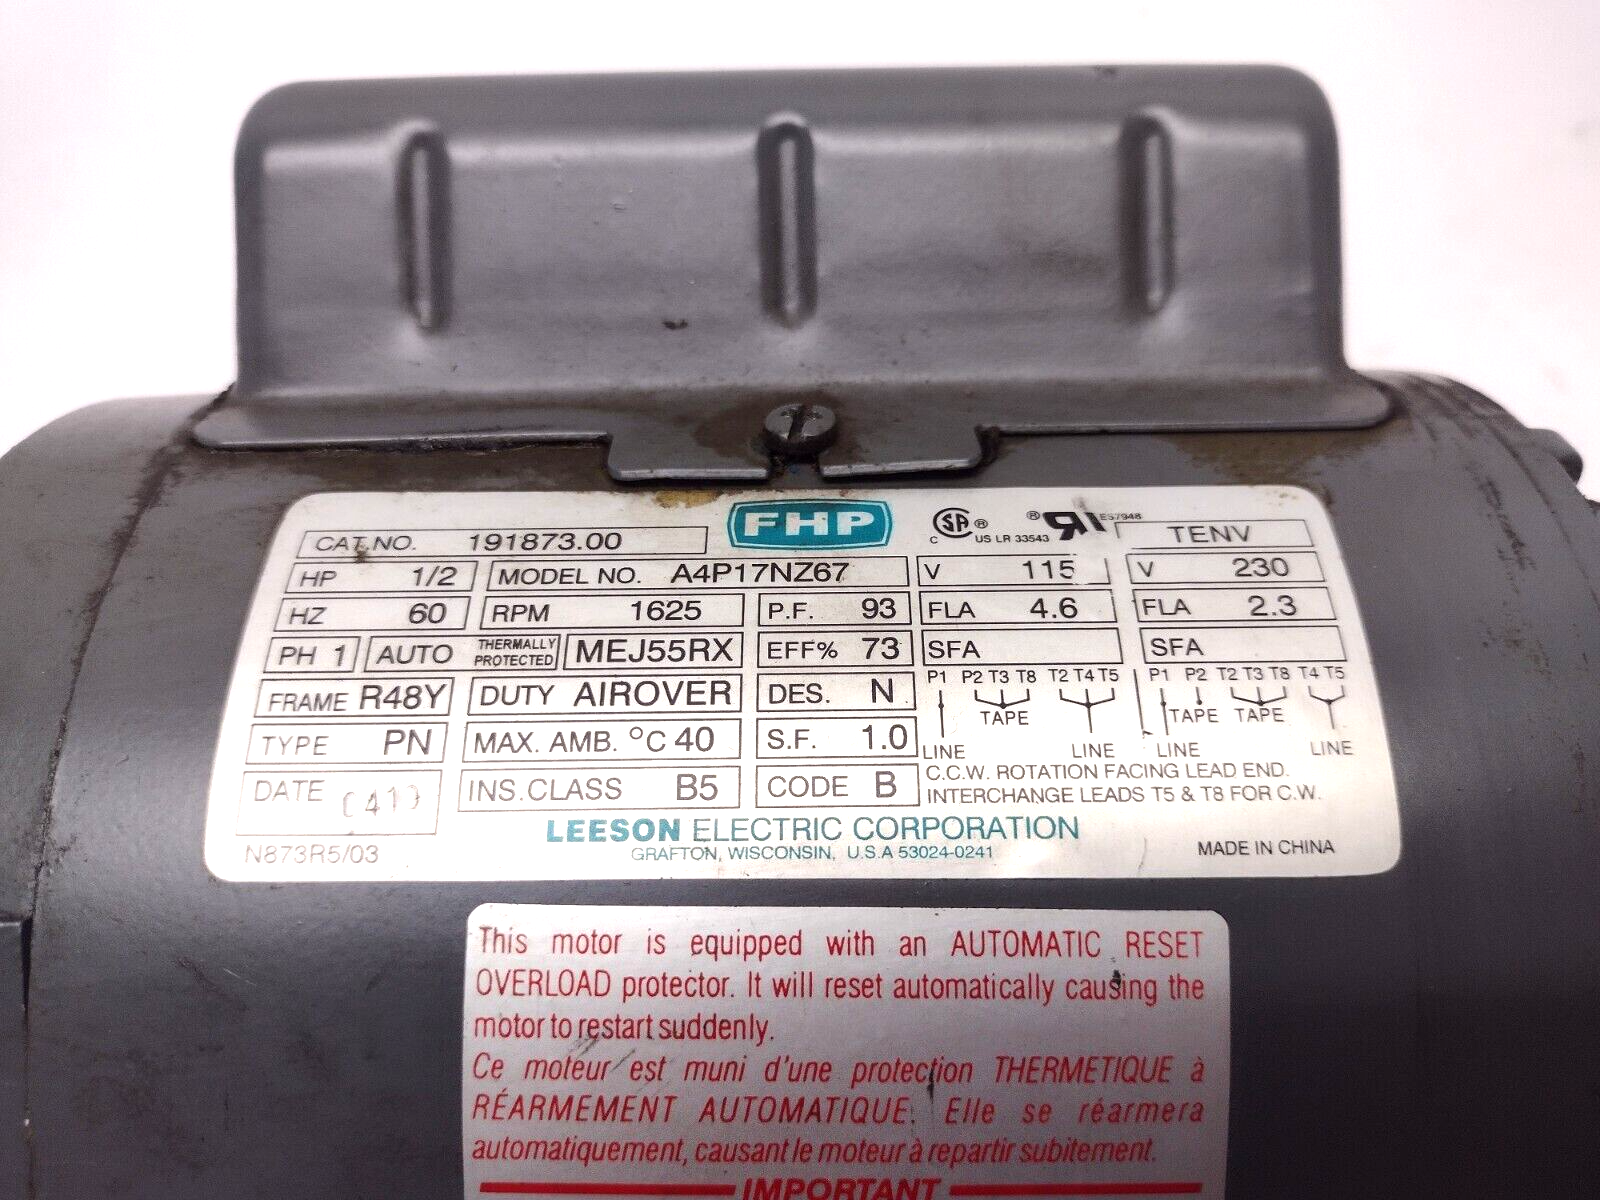 FHP
CAT.NO. 191873.00
SA ® C US LR 33543 ® E57948
TENV
HP 1/2 MODEL NO. A4P17NZ67 V 115 V 230
HZ 60 RPM 1625 P.F. 93 FLA 4.6 FLA 2.3
PH 1 AUTO THERMALLY PROTECTED MEJ55RX EFF% 73 SFA SFA
FRAME R48Y DUTY AIROVER DES. N
TYPE PN MAX. AMB. °C 40 S.F. 1.0
DATE INS.CLASS B5 CODE B
P1 P2 T3 T8 T2 T4 T5 P1 P2 T2 T3 T8 T4 T5
TAPE TAPE TAPE
LINE LINE LINE LINE
C.C.W. ROTATION FACING LEAD END.
INTERCHANGE LEADS T5 & T8 FOR C.W.
LEESON ELECTRIC CORPORATION
N873R5/03 GRAFTON, WISCONSIN, U.S.A 53024-0241 MADE IN CHINA
This motor is equipped with an AUTOMATIC RESET
OVERLOAD protector. It will reset automatically causing the
motor to restart suddenly.
Ce moteur est muni d'une protection THERMETIQUE à
RÉARMEMENT AUTOMATIQUE. Elle se réarmera
automatiquement, causant le moteur à repartir subitement.
IMPORTANT